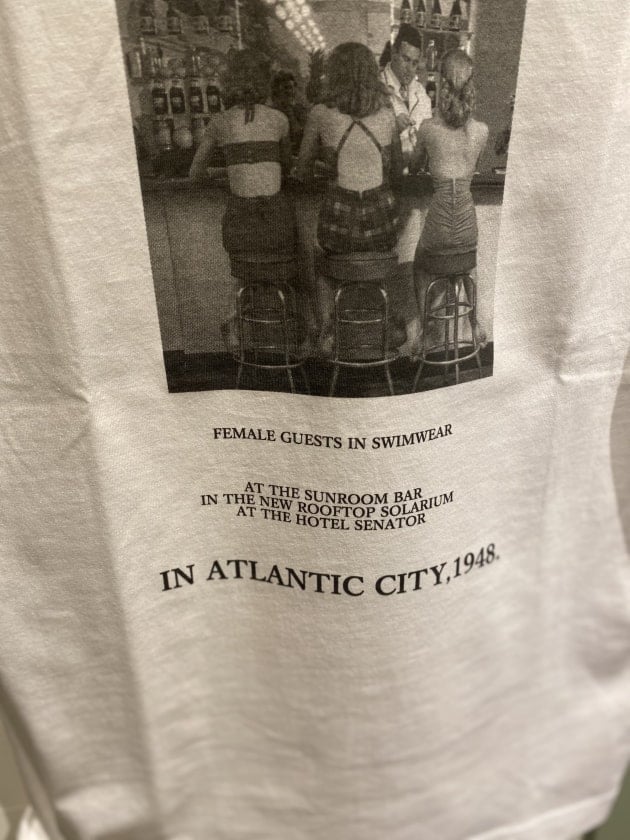 FEMALE GUESTS IN SWIMWEAR
AT THE SUNROOM BAR
IN THE NEW ROOFTOP SOLARIUM
AT THE HOTEL SENATOR
IN ATLANTIC CITY,1948.